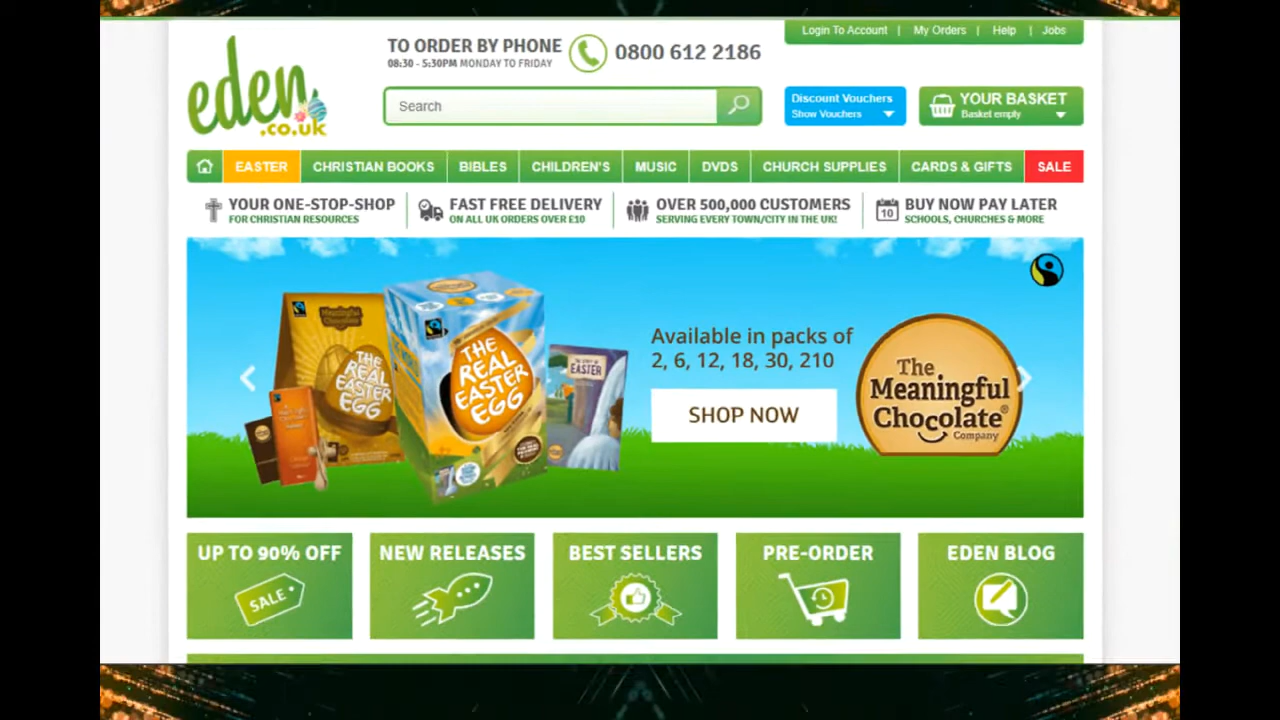 Login To Account | My Orders | Help | Jobs
TO ORDER BY PHONE
08:30 - 5:30PM MONDAY TO FRIDAY
0800 612 2186
eden
.co.uk
Search
Discount Vouchers
Show Vouchers
YOUR BASKET
Basket empty
EASTER
CHRISTIAN BOOKS
BIBLES
CHILDREN'S
MUSIC
DVDS
CHURCH SUPPLIES
CARDS & GIFTS
SALE
YOUR ONE-STOP-SHOP
FOR CHRISTIAN RESOURCES
FAST FREE DELIVERY
ON ALL UK ORDERS OVER £10
OVER 500,000 CUSTOMERS
SERVING EVERY TOWN/CITY IN THE UK!
10
BUY NOW PAY LATER
SCHOOLS, CHURCHES & MORE
Meaningful
Chocolate
THE
REAL
EASTER
EGG
THE
REAL
EASTER
EGG
THE STORY OF
EASTER
Available in packs of
2, 6, 12, 18, 30, 210
SHOP NOW
The
Meaningful
Chocolate®
Company
UP TO 90% OFF
SALE
NEW RELEASES
BEST SELLERS
PRE-ORDER
EDEN BLOG